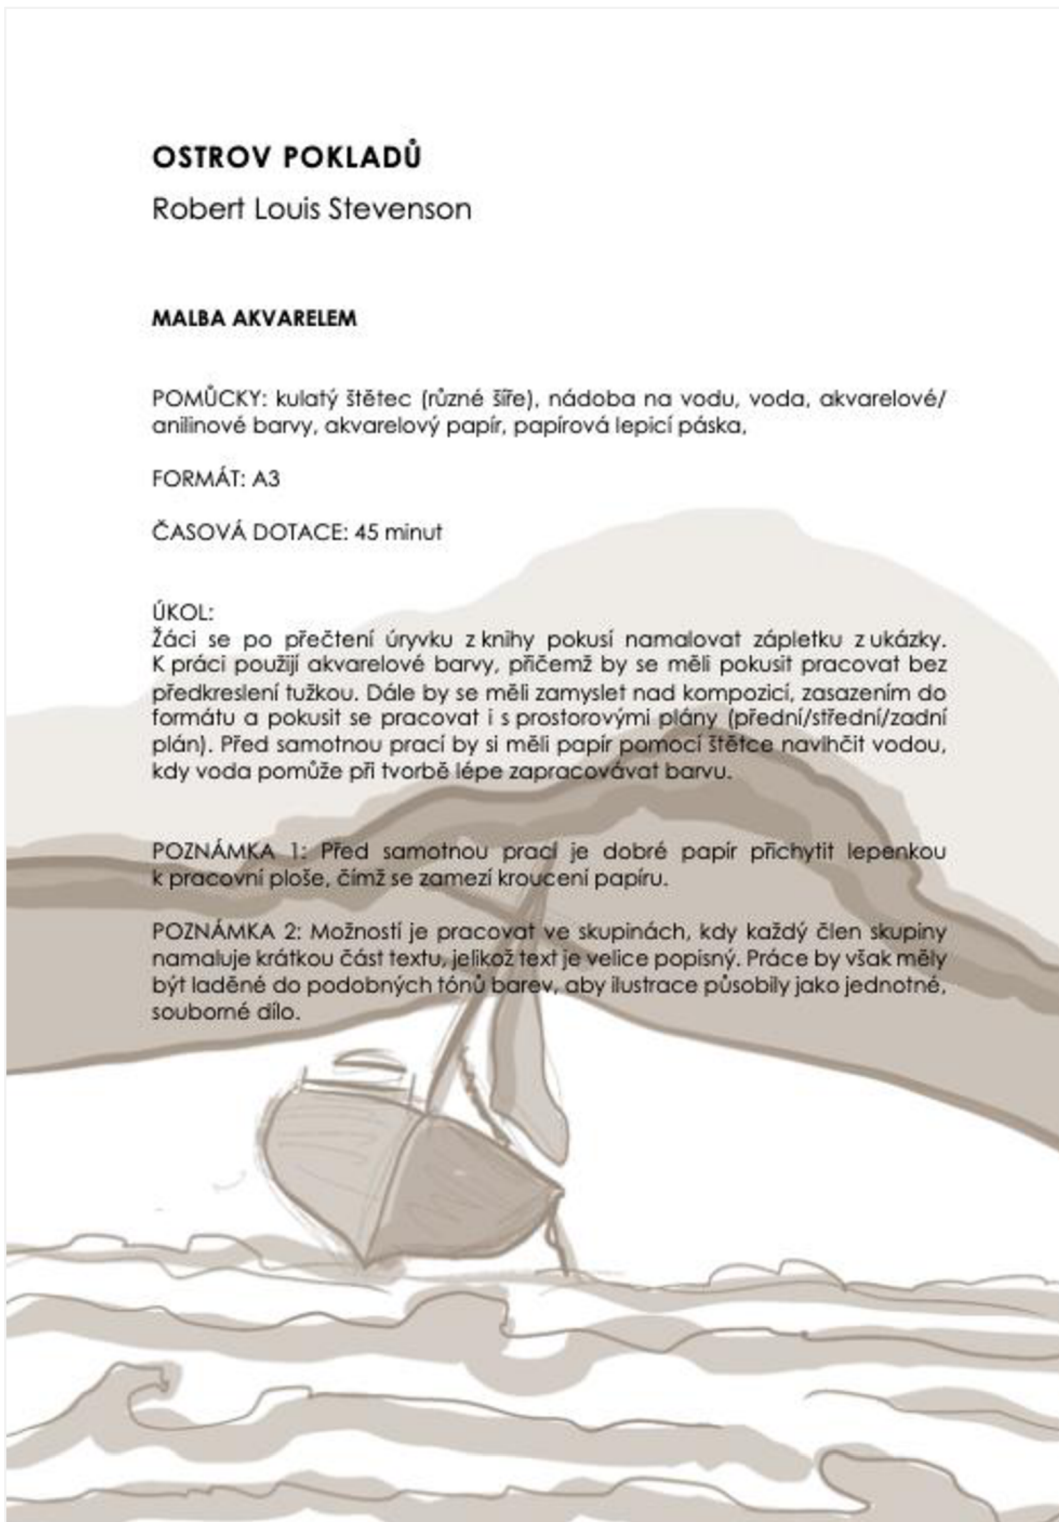 OSTROV POKLADŮ
Robert Louis Stevenson
MALBA AKVARELEM
POMŮCKY: kulatý štětec (různé šíře), nádoba na vodu, voda, akvarelové/
anilinové barvy, akvarelový papír, papírová lepicí páska,
FORMÁT: A3
ČASOVÁ DOTACE: 45 minut
ÚKOL:
Žáci se po přečtení úryvku z knihy pokusí namalovat zápletku z ukázky.
K práci použijí akvarelové barvy, přičemž by se měli pokusit pracovat bez
předkreslení tužkou. Dále by se měli zamyslet nad kompozicí, zasazením do
formátu a pokusit se pracovat i s prostorovými plány (přední/střední/zadní
plán). Před samotnou prací by si měli papír pomocí štětce navlhčit vodou,
kdy voda pomůže při tvorbě lépe zapracovávat barvu.
POZNÁMKA 1: Před samotnou prací je dobré papír přichytit lepenkou
k pracovní ploše, čímž se zamezí kroucení papíru.
POZNÁMKA 2: Možností je pracovat ve skupinách, kdy každý člen skupiny
namaluje krátkou část textu, jelikož text je velice popisný. Práce by však měly
být laděné do podobných tónů barev, aby ilustrace působily jako jednotné,
souborné dílo.